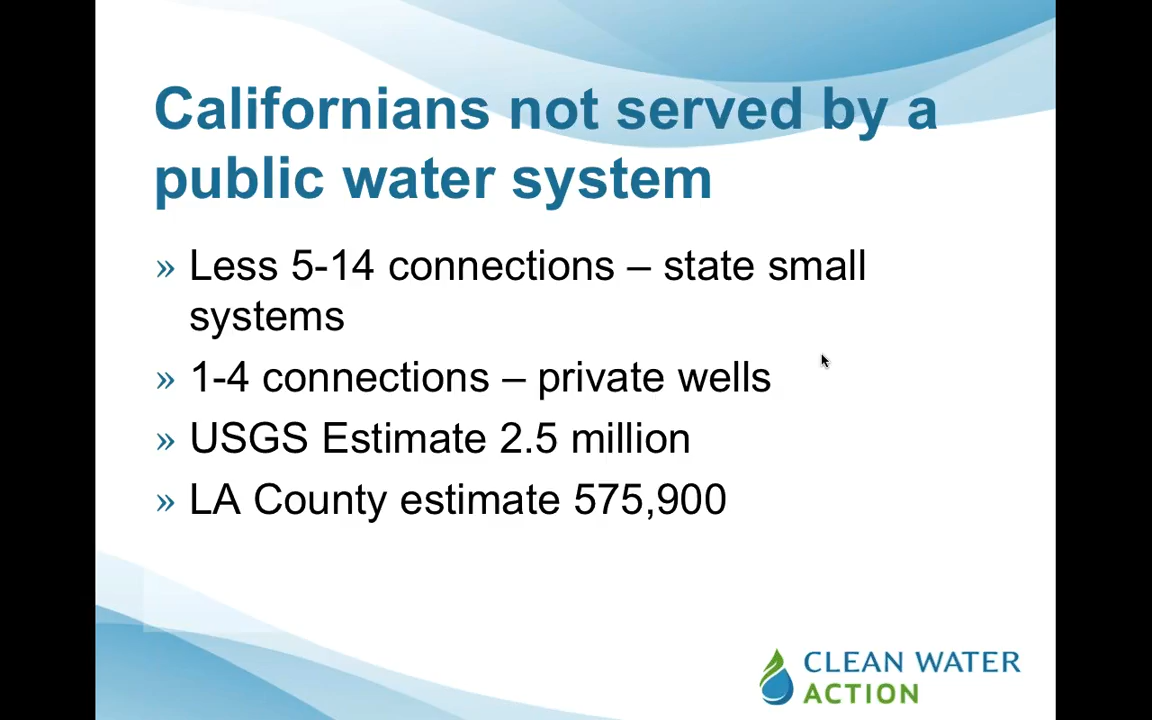 Californians not served by a
public water system
» Less 5-14 connections – state small
systems
» 1-4 connections – private wells
» USGS Estimate 2.5 million
» LA County estimate 575,900
CLEAN WATER
ACTION